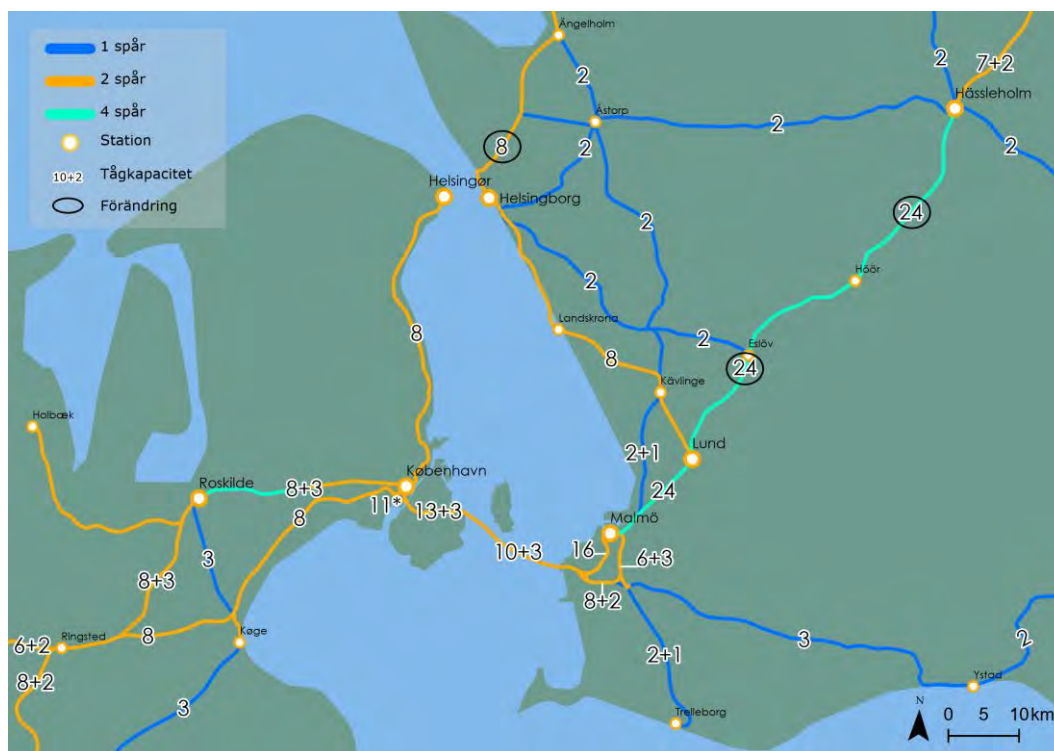 1 spår
2 spår
4 spår
Station
10+2 Tågkapacitet
Förändring
Ängelholm
2
2
7+2
Hässleholm
Åstorp
2
8
2
2
Helsingør
Helsingborg
24
2
Höör
2
Landskrona
2
8
8
Eslöv
24
Kävlinge
Holbæk
2+1
Lund
København
Roskilde
8+3
24
11*
13+3
8
Malmö
10+3
16
6+3
3
8+3
8+2
8
Køge
Ringsted
6+2
3
2
2+1
8+2
Ystad
3
Trelleborg
N
0 5 10km